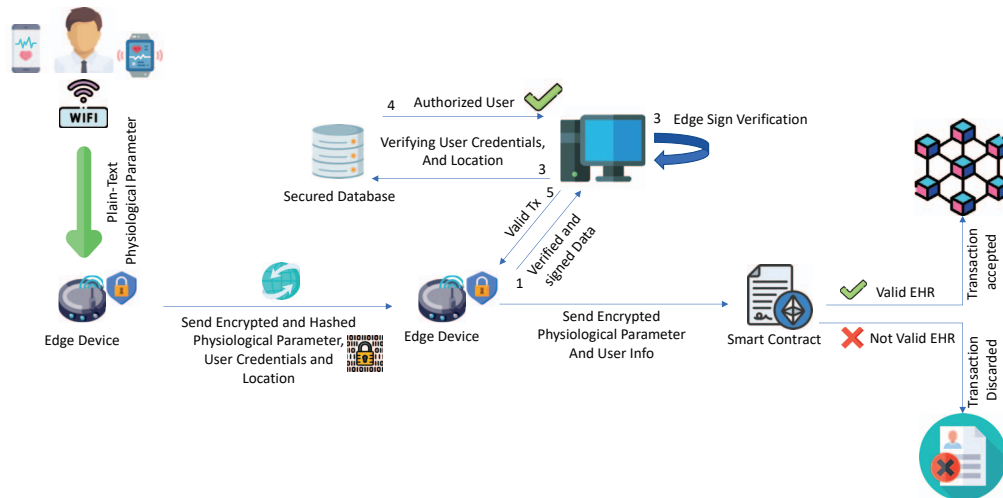 WIFI
Plain-Text
Physiological Parameter
Edge Device
Send Encrypted and Hashed
Physiological Parameter,
User Credentials and
Location
4 Authorized User
Verifying User Credentials,
And Location
3
Secured Database
3 Edge Sign Verification
5
Valid Tx
1
Verified and
signed Data
Edge Device
Send Encrypted
Physiological Parameter
And User Info
Smart Contract
Valid EHR
Not Valid EHR
Transaction
accepted
Transaction
Discarded